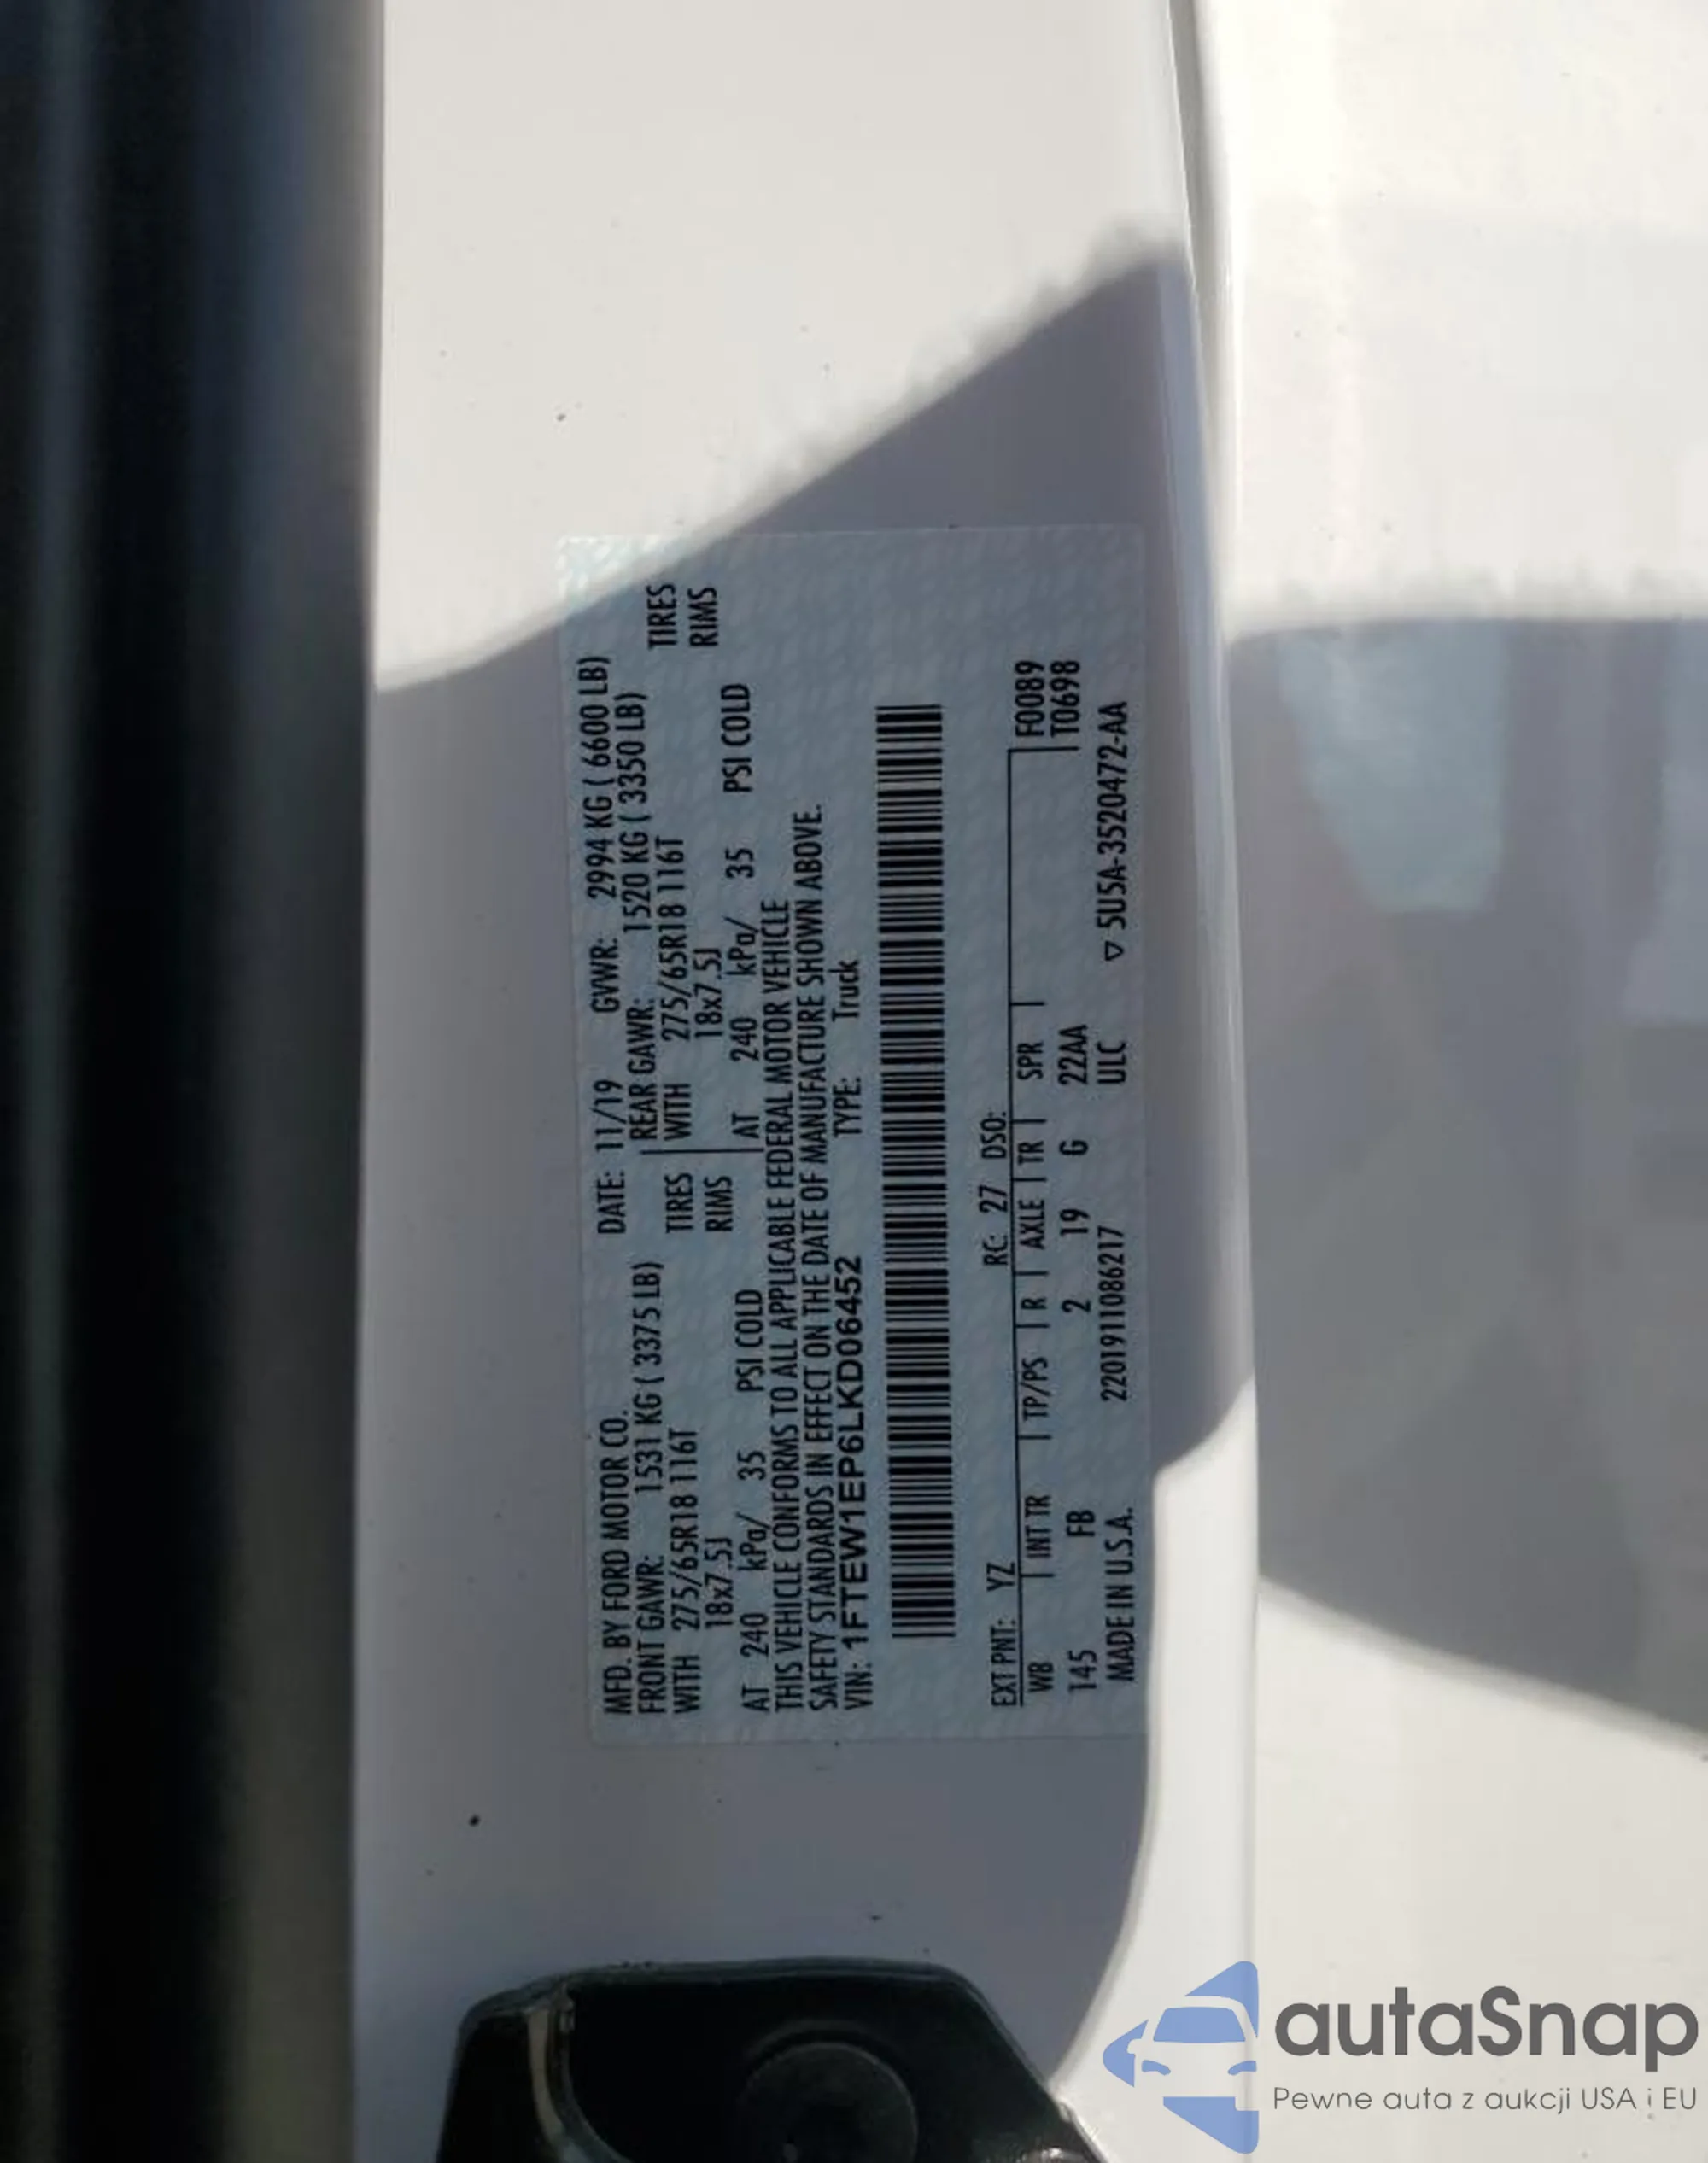 MFD. BY FORD MOTOR CO. DATE: 11/19 GVWR: 2994 KG ( 6600 LB)
FRONT GAWR: 1531 KG ( 3375 LB) REAR GAWR: 1520 KG ( 3350 LB)
WITH 275/65R18 116T TIRES WITH 275/65R18 116T TIRES
18x7.5J RIMS 18x7.5J RIMS
AT 240 kPa/ 35 PSI COLD AT 240 kPa/ 35 PSI COLD
THIS VEHICLE CONFORMS TO ALL APPLICABLE FEDERAL MOTOR VEHICLE
SAFETY STANDARDS IN EFFECT ON THE DATE OF MANUFACTURE SHOWN ABOVE.
VIN: 1FTEW1EP6LKD06452 TYPE: Truck
EXT PNT: YZ RC: 27 DSO:
WB INT TR TP/PS R AXLE TR SPR F0089
145 FB 2 19 G 22AA T0698
MADE IN U.S.A. 2201911086217 ULC ▽ 5U5A-3520472-AA
autaSnap
Pewne auta z aukcji USA i EU